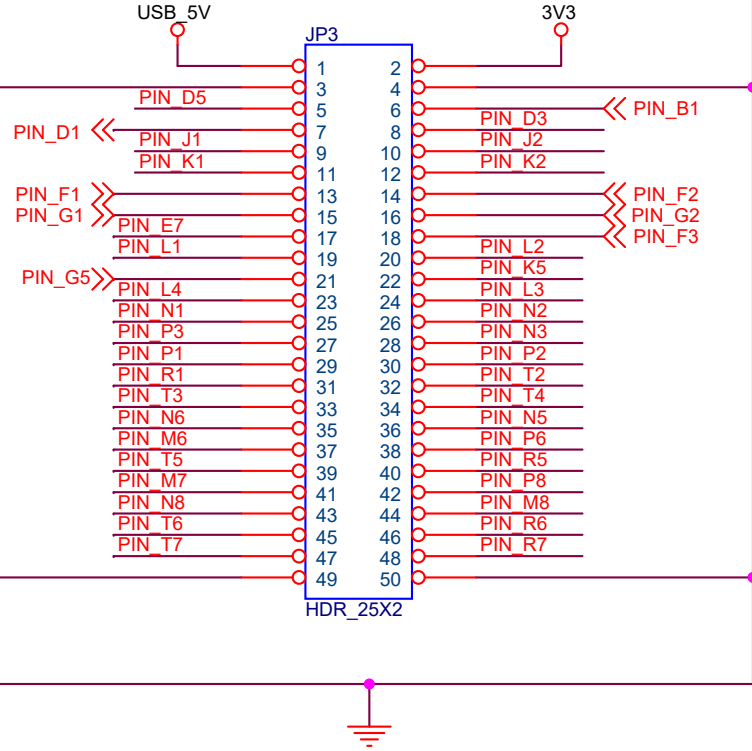 USB_5V 3V3
JP3
1 2
3 4
PIN_D5 5 6 PIN_B1
PIN_D1 7 8 PIN_D3
PIN_J1 9 10 PIN_J2
PIN_K1 11 12 PIN_K2
PIN_F1 13 14 PIN_F2
PIN_G1 15 16 PIN_G2
PIN_E7 17 18 PIN_F3
PIN_L1 19 20 PIN_L2
PIN_G5 21 22 PIN_K5
PIN_L4 23 24 PIN_L3
PIN_N1 25 26 PIN_N2
PIN_P3 27 28 PIN_N3
PIN_P1 29 30 PIN_P2
PIN_R1 31 32 PIN_T2
PIN_T3 33 34 PIN_T4
PIN_N6 35 36 PIN_N5
PIN_M6 37 38 PIN_P6
PIN_T5 39 40 PIN_R5
PIN_M7 41 42 PIN_P8
PIN_N8 43 44 PIN_M8
PIN_T6 45 46 PIN_R6
PIN_T7 47 48 PIN_R7
49 50
HDR_25X2